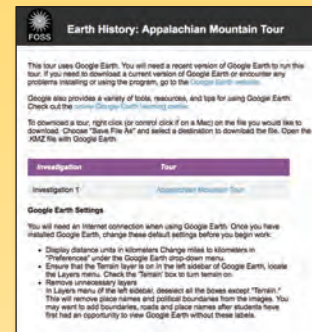 FOSS
Earth History: Appalachian Mountain Tour
This tour uses Google Earth. You will need a recent version of Google Earth to run this
tour. If you need to download a current version of Google Earth or encounter any
problems installing or using the program, go to the Google Earth website.
Google also provides a variety of tools, resources, and tips for using Google Earth.
Check out the online Google Earth learning center.
To download a tour, right click (or control click if on a Mac) on the file you would like to
download. Choose "Save File As" and select a destination to download the file. Open the
.KMZ file with Google Earth.
Investigation Tour
Investigation 1 Appalachian Mountain Tour
Google Earth Settings
You will need an Internet connection when using Google Earth. Once you have
installed Google Earth, change these default settings before you begin work.
• Display distance units in kilometers Change miles to kilometers in
"Preferences" under the Google Earth drop-down menu.
• Ensure that the Terrain layer is on in the left sidebar of Google Earth, locate
the Layers menu. Check the 'Terrain' box to turn terrain on.
• Remove unnecessary layers
In Layers menu of the left sidebar, deselect all the boxes except "Terrain."
This will remove place names and political boundaries from the images. You
may want to add boundaries, roads and place names after students have
first had an opportunity to view Google Earth without these labels.